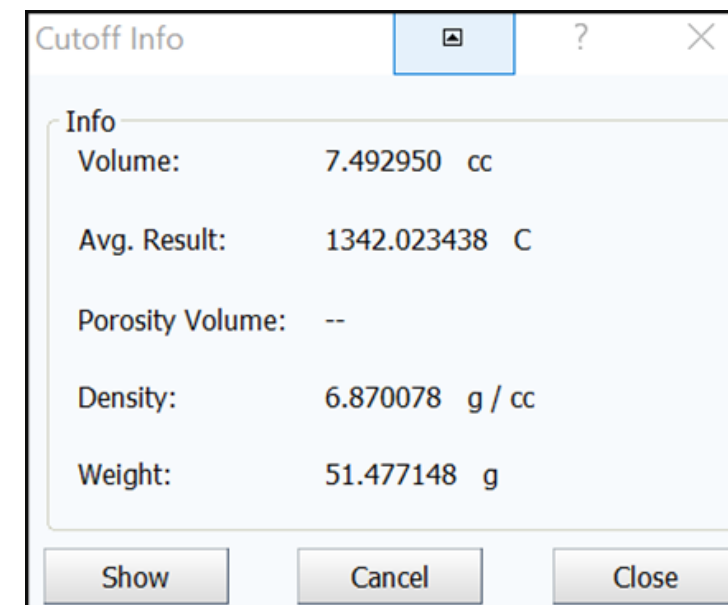 Cutoff Info ?
Info
Volume: 7.492950 cc
Avg. Result: 1342.023438 C
Porosity Volume: --
Density: 6.870078 g / cc
Weight: 51.477148 g
Show Cancel Close